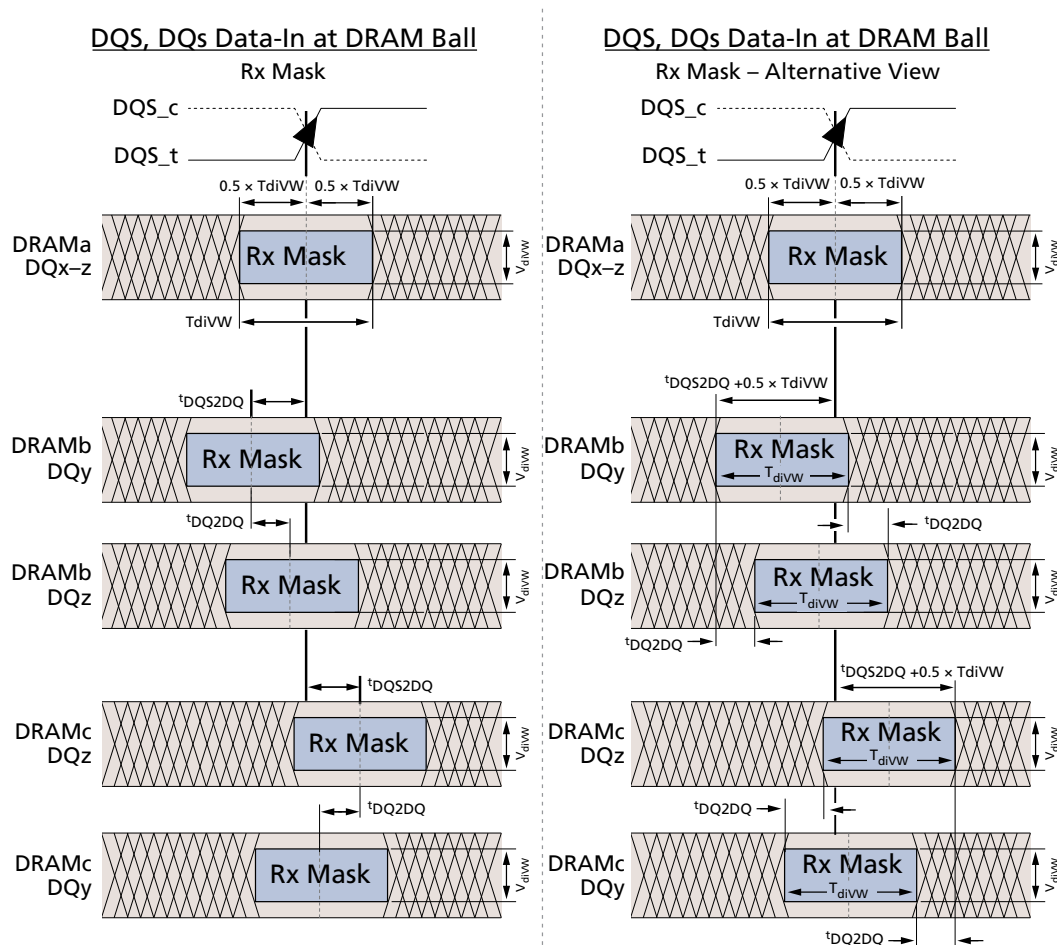 DQS, DQs Data-In at DRAM Ball
Rx Mask
DQS_c
DQS_t
0.5 × TdiVW
0.5 × TdiVW
DRAMa
DQx–z
Rx Mask
VdiVW
TdiVW
tDQS2DQ
DRAMb
DQy
Rx Mask
VdiVW
tDQ2DQ
DRAMb
DQz
Rx Mask
VdiVW
tDQS2DQ
DRAMc
DQz
Rx Mask
VdiVW
tDQ2DQ
DRAMc
DQy
Rx Mask
VdiVW
DQS, DQs Data-In at DRAM Ball
Rx Mask – Alternative View
DQS_c
DQS_t
0.5 × TdiVW
0.5 × TdiVW
DRAMa
DQx–z
Rx Mask
VdiVW
TdiVW
tDQS2DQ +0.5 × TdiVW
DRAMb
DQy
Rx Mask
TdiVW
VdiVW
tDQ2DQ
DRAMb
DQz
Rx Mask
TdiVW
VdiVW
tDQ2DQ
tDQS2DQ +0.5 × TdiVW
DRAMc
DQz
Rx Mask
TdiVW
VdiVW
tDQ2DQ
DRAMc
DQy
Rx Mask
TdiVW
VdiVW
tDQ2DQ